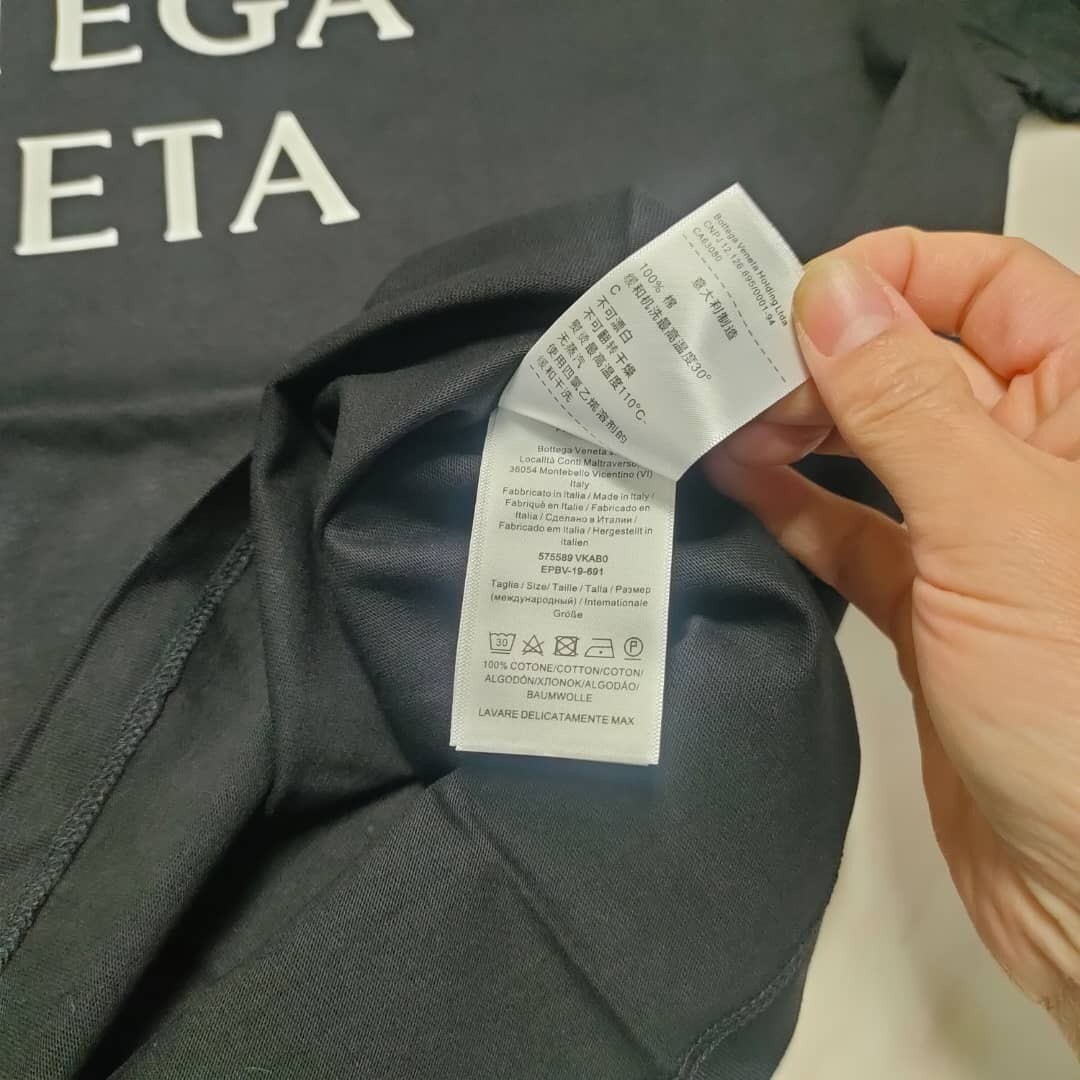 EGA
ETA
Bottega Veneta Holding Ltda
CNPJ 12.126.695/0001-94
CA63080
意大利制造
100% 棉
缓和机洗最高温度30°
C
不可漂白
不可翻转干燥
熨烫最高温度110°C.
无蒸汽
使用四氯乙烯溶剂的
缓和干洗
Bottega Veneta
Località Conti Maltraverso
36054 Montebello Vicentino (VI)
Italy
Fabbricato in Italia / Made in Italy /
Fabriqué en Italie / Fabricado en
Italia / Сделано в Италии /
Fabricado em Italia / Hergestellt in
Italien
575589 VKAB0
EPBV-19-691
Taglia / Size/ Taille / Talla / Размер
(международный) / Internationale
Größe
30
P
100% COTONE/COTTON/COTON/
ALGODÓN/ХЛОПОК/ALGODÃO/
BAUMWOLLE
LAVARE DELICATAMENTE MAX